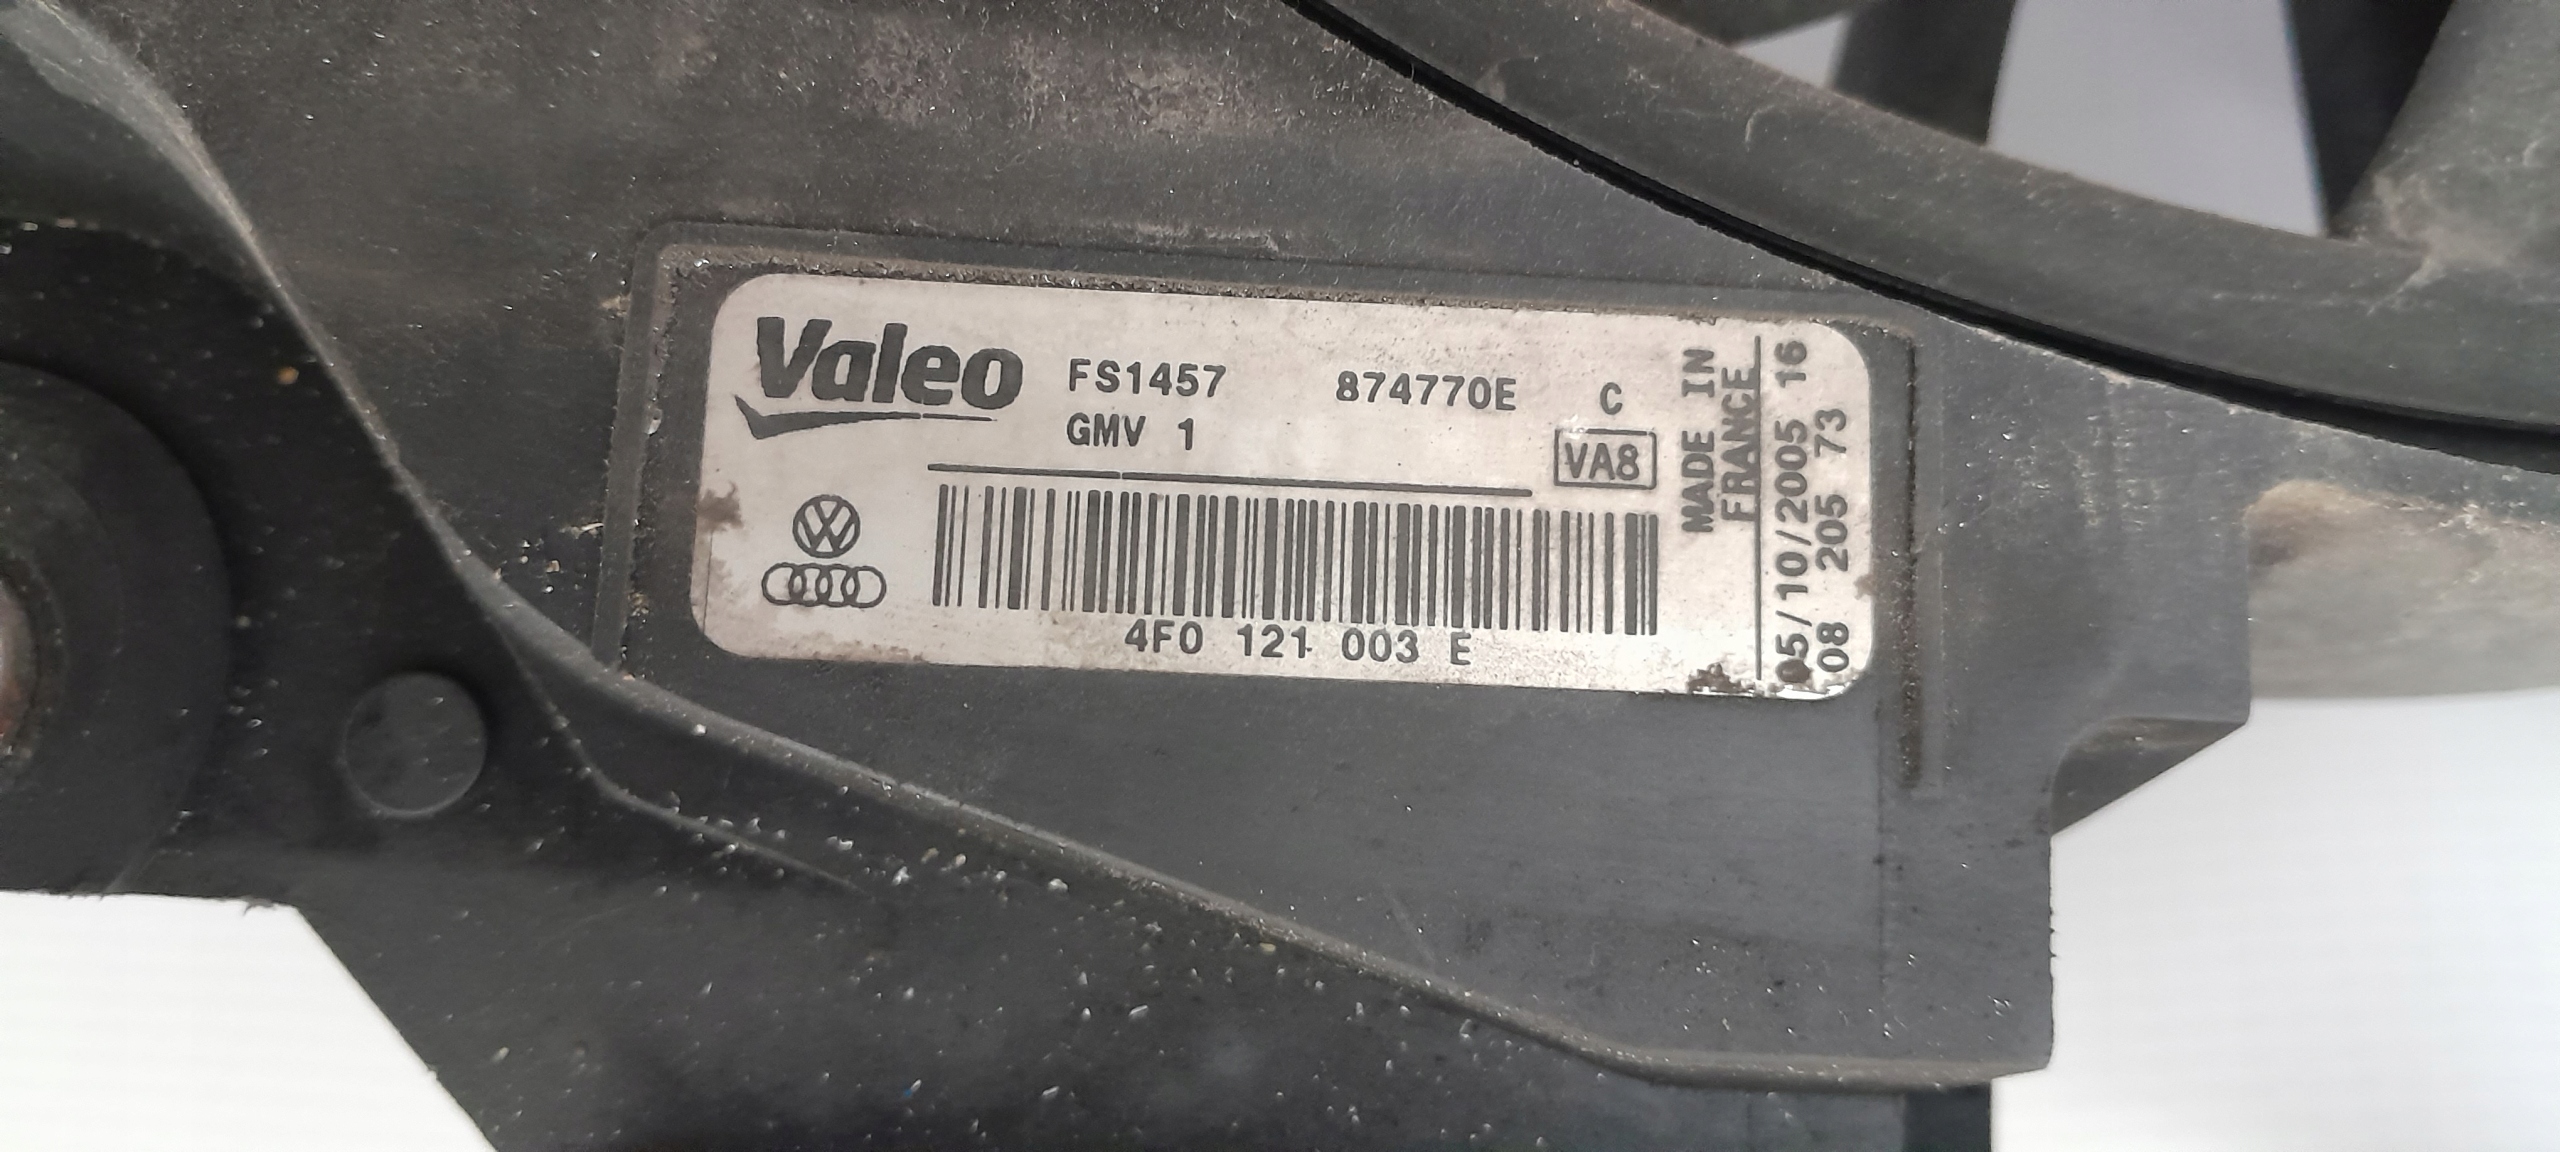 Valeo
FS1457 874770E C
GMV 1
VA8
4F0 121 003 E
MADE IN
FRANCE
05/10/2005 16
08 205 73